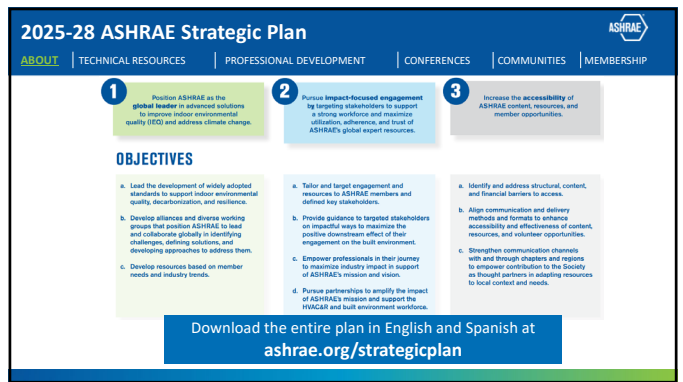 2025-28 ASHRAE Strategic Plan
ASHRAE
ABOUT
TECHNICAL RESOURCES
PROFESSIONAL DEVELOPMENT
CONFERENCES
COMMUNITIES
MEMBERSHIP
1
Position ASHRAE as the
global leader in advanced solutions
to improve indoor environmental
quality (IEQ) and address climate change.
2
Pursue impact-focused engagement
by targeting stakeholders to support
a strong workforce and maximize
utilization, adherence, and trust of
ASHRAE's global expert resources.
3
Increase the accessibility of
ASHRAE content, resources, and
member opportunities.
OBJECTIVES
a. Lead the development of widely adopted
standards to support indoor environmental
quality, decarbonization, and resilience.
b. Develop alliances and diverse working
groups that position ASHRAE to lead
and collaborate globally in identifying
challenges, defining solutions, and
developing approaches to address them.
c. Develop resources based on member
needs and industry trends.
a. Tailor and target engagement and
resources to ASHRAE members and
defined key stakeholders.
b. Provide guidance to targeted stakeholders
on impactful ways to maximize the
positive downstream effect of their
engagement on the built environment.
c. Empower professionals in their journey
to maximize industry impact in support
of ASHRAE's mission and vision.
d. Pursue partnerships to amplify the impact
of ASHRAE's mission and support the
HVAC&R and built environment workforce.
a. Identify and address structural, content,
and financial barriers to access.
b. Align communication and delivery
methods and formats to enhance
accessibility and effectiveness of content,
resources, and volunteer opportunities.
c. Strengthen communication channels
with and through chapters and regions
to empower contribution to the Society
as thought partners in adapting resources
to local context and needs.
Download the entire plan in English and Spanish at
ashrae.org/strategicplan